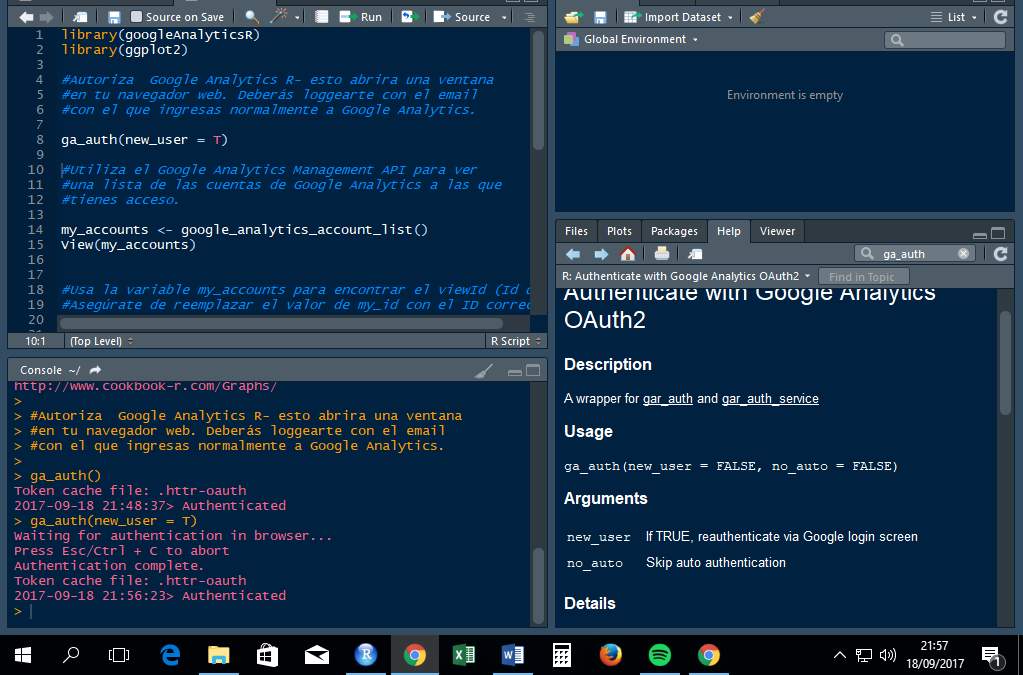 Source on Save
Run
Source
1 library(googleAnalyticsR)
2 library(ggplot2)
3
4 #Autoriza  Google Analytics R- esto abrira una ventana
5 #en tu navegador web. Deberás loggearte con el email
6 #con el que ingresas normalmente a Google Analytics.
7
8 ga_auth(new_user = T)
9
10 #Utiliza el Google Analytics Management API para ver
11 #una lista de las cuentas de Google Analytics a las que
12 #tienes acceso.
13
14 my_accounts <- google_analytics_account_list()
15 View(my_accounts)
16
17
18 #Usa la variable my_accounts para encontrar el viewId (Id
19 #Asegúrate de reemplazar el valor de my_id con el ID
20
10:1 (Top Level) R Script
Console ~/
http://www.cookbook-r.com/Graphs/
>
> #Autoriza  Google Analytics R- esto abrira una ventana
> #en tu navegador web. Deberás loggearte con el email
> #con el que ingresas normalmente a Google Analytics.
>
> ga_auth()
Token cache file: .httr-oauth
2017-09-18 21:48:37> Authenticated
> ga_auth(new_user = T)
Waiting for authentication in browser...
Press Esc/Ctrl + C to abort
Authentication complete.
Token cache file: .httr-oauth
2017-09-18 21:56:23> Authenticated
>
Import Dataset
List
Global Environment
Environment is empty
Files Plots Packages Help Viewer
ga_auth
R: Authenticate with Google Analytics OAuth2 Find in Topic
Authenticate with Google Analytics
OAuth2
Description
A wrapper for gar_auth and gar_auth_service
Usage
ga_auth(new_user = FALSE, no_auto = FALSE)
Arguments
new_user If TRUE, reauthenticate via Google login screen
no_auto Skip auto authentication
Details
21:57
18/09/2017
1